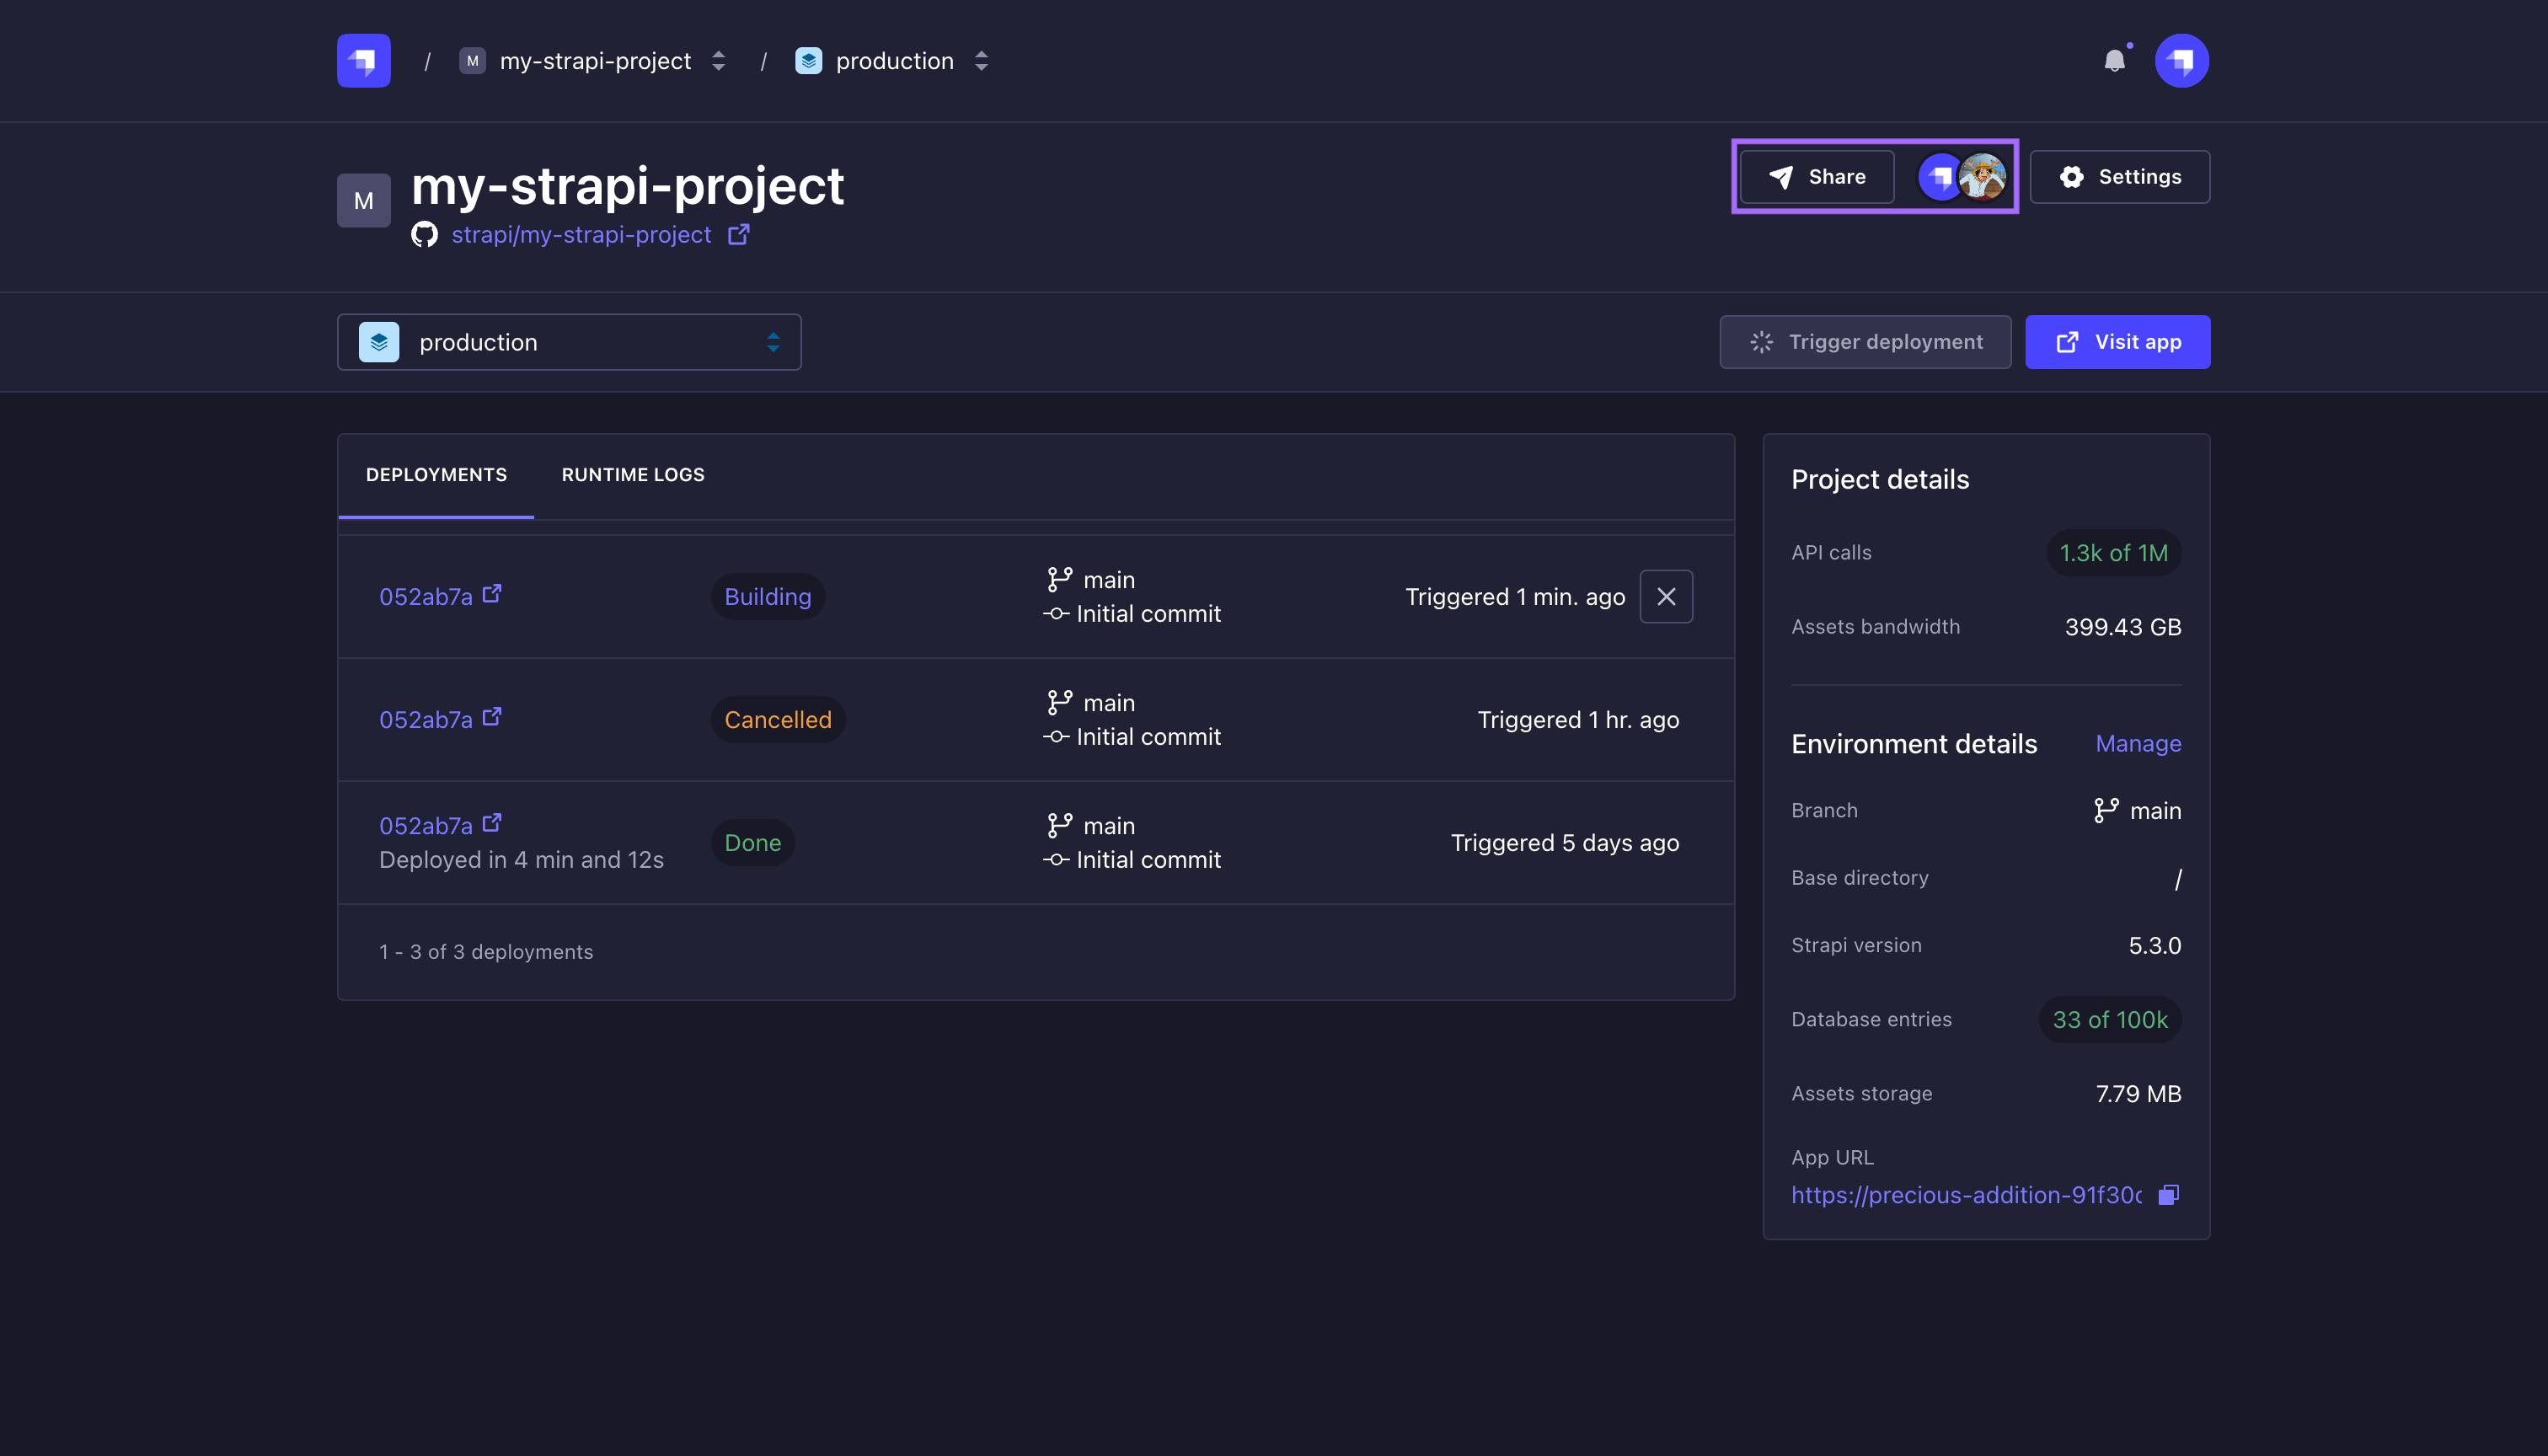 / M my-strapi-project / production
M
my-strapi-project
strapi/my-strapi-project
Share
Settings
production
Trigger deployment
Visit app
DEPLOYMENTS RUNTIME LOGS
052ab7a
Building
main
Initial commit
Triggered 1 min. ago
052ab7a
Cancelled
main
Initial commit
Triggered 1 hr. ago
052ab7a
Deployed in 4 min and 12s
Done
main
Initial commit
Triggered 5 days ago
1 - 3 of 3 deployments
Project details
API calls 1.3k of 1M
Assets bandwidth 399.43 GB
Environment details Manage
Branch main
Base directory /
Strapi version 5.3.0
Database entries 33 of 100k
Assets storage 7.79 MB
App URL
https://precious-addition-91f30